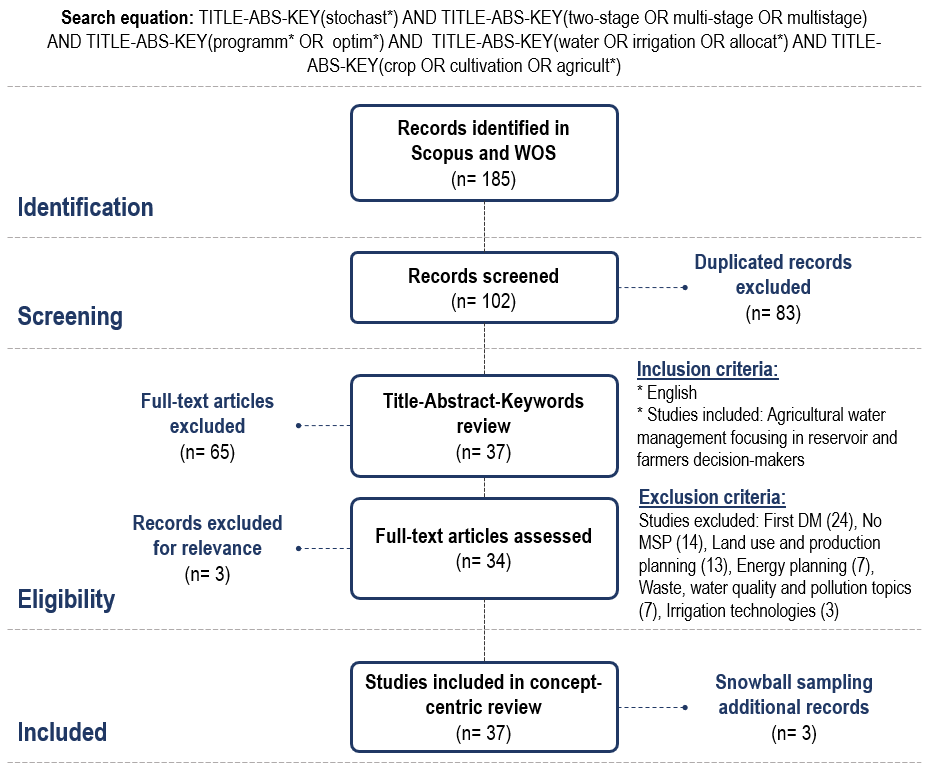 Search equation: TITLE-ABS-KEY(stochast*) AND TITLE-ABS-KEY(two-stage OR multi-stage OR multistage)
AND TITLE-ABS-KEY(programm* OR optim*) AND TITLE-ABS-KEY(water OR irrigation OR allocat*) AND TITLE-
ABS-KEY(crop OR cultivation OR agricult*)
Records identified in
Scopus and WOS
(n= 185)
Identification
Records screened
(n= 102)
Duplicated records
excluded
(n= 83)
Screening
Full-text articles
excluded
(n= 65)
Title-Abstract-Keywords
review
(n= 37)
Inclusion criteria:
* English
* Studies included: Agricultural water
management focusing in reservoir and
farmers decision-makers
Records excluded
for relevance
(n= 3)
Full-text articles assessed
(n= 34)
Exclusion criteria:
Studies excluded: First DM (24), No
MSP (14), Land use and production
planning (13), Energy planning (7),
Waste, water quality and pollution topics
(7), Irrigation technologies (3)
Eligibility
Studies included in concept-
centric review
(n= 37)
Snowball sampling
additional records
(n= 3)
Included